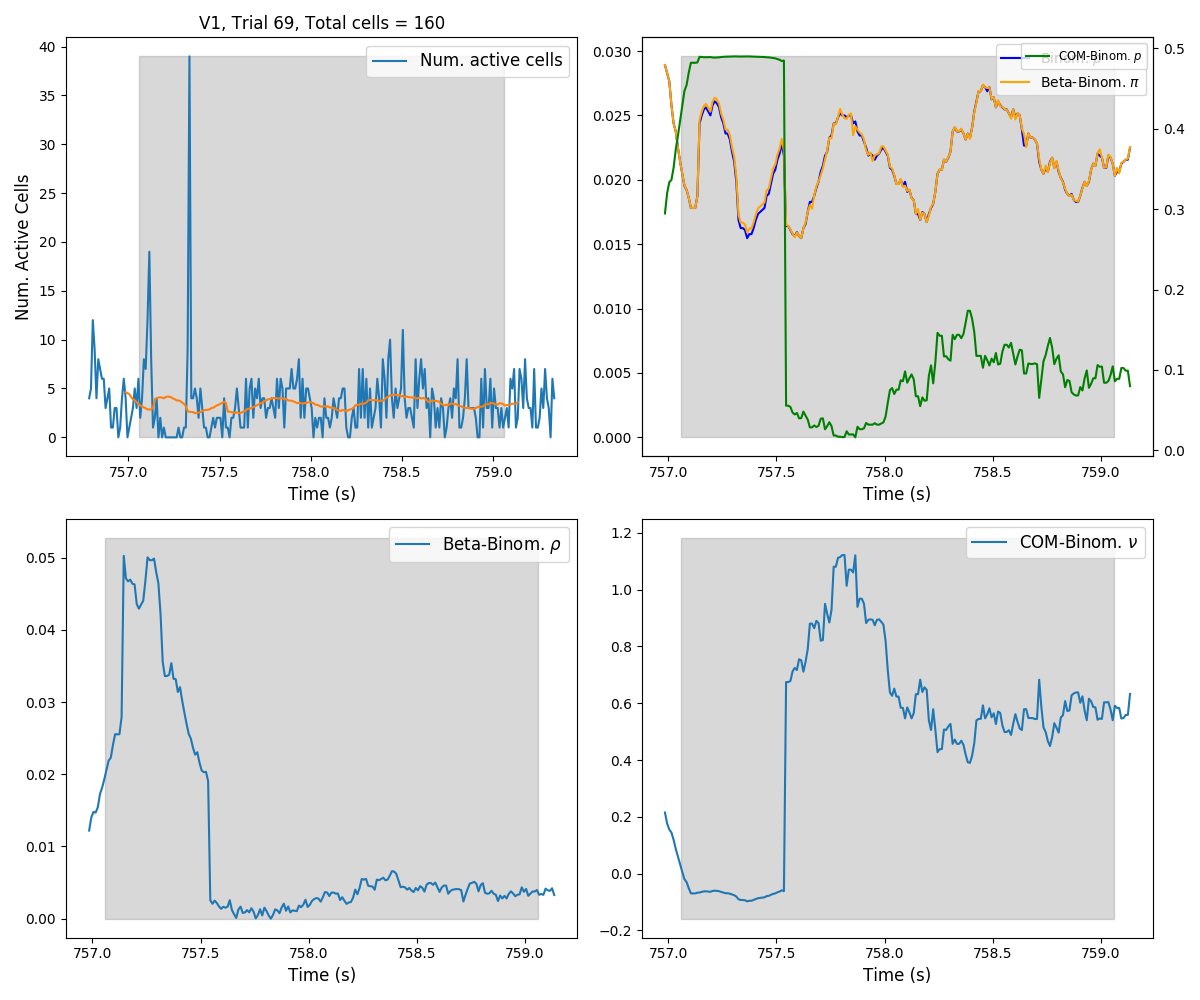 V1, Trial 69, Total cells = 160
Num. Active Cells
40
35
30
25
20
15
10
5
0
Num. active cells
757.0 757.5 758.0 758.5 759.0
Time (s)
0.030
0.025
0.020
0.015
0.010
0.005
0.000
COM-Binom. p
Beta-Binom. π
0.5
0.4
0.3
0.2
0.1
0.0
757.0 757.5 758.0 758.5 759.0
Time (s)
0.05
0.04
0.03
0.02
0.01
0.00
Beta-Binom. ρ
757.0 757.5 758.0 758.5 759.0
Time (s)
1.2
1.0
0.8
0.6
0.4
0.2
0.0
−0.2
COM-Binom. ν
757.0 757.5 758.0 758.5 759.0
Time (s)